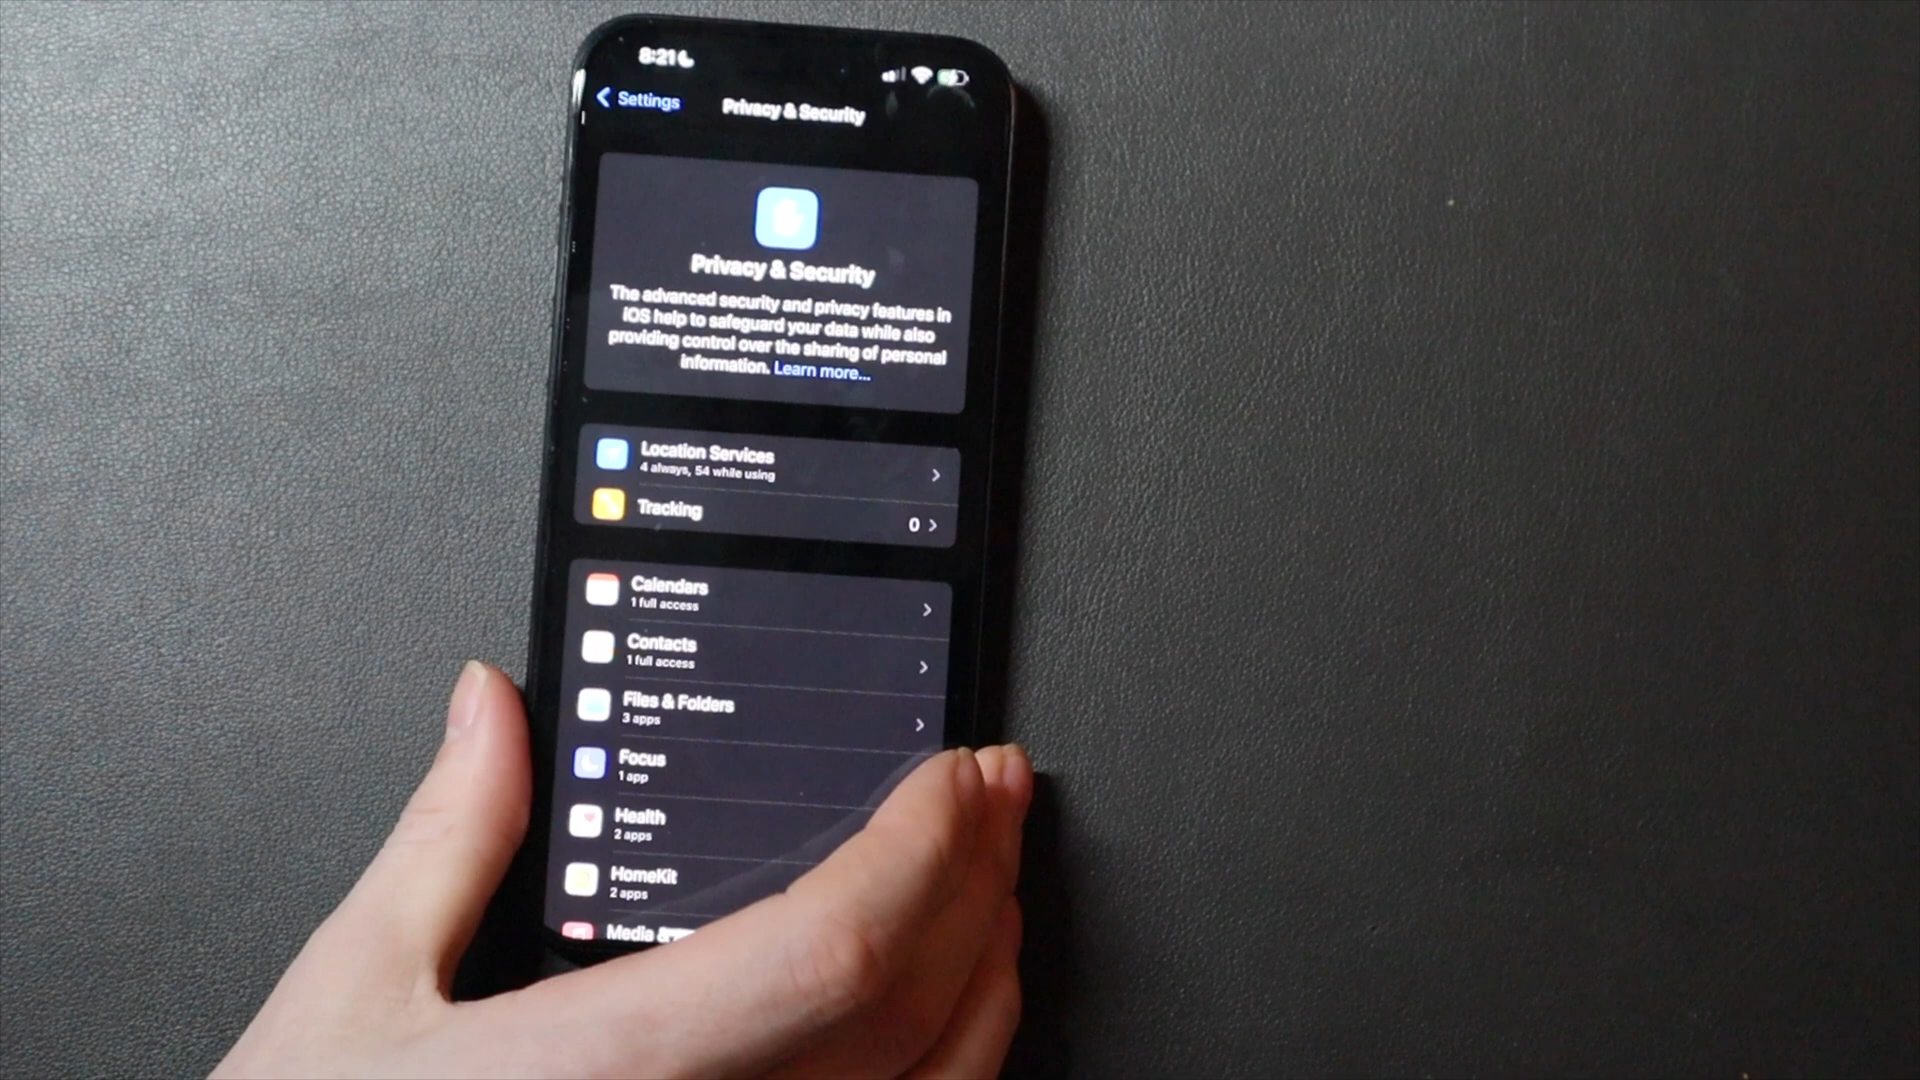 8:21
Settings
Privacy & Security
Privacy & Security
The advanced security and privacy features in
iOS help to safeguard your data while also
providing control over the sharing of personal
information. Learn more...
Location Services
4 always, 54 while using
Tracking
0
Calendars
1 full access
Contacts
1 full access
Files & Folders
3 apps
Focus
1 app
Health
2 apps
HomeKit
2 apps
Media &